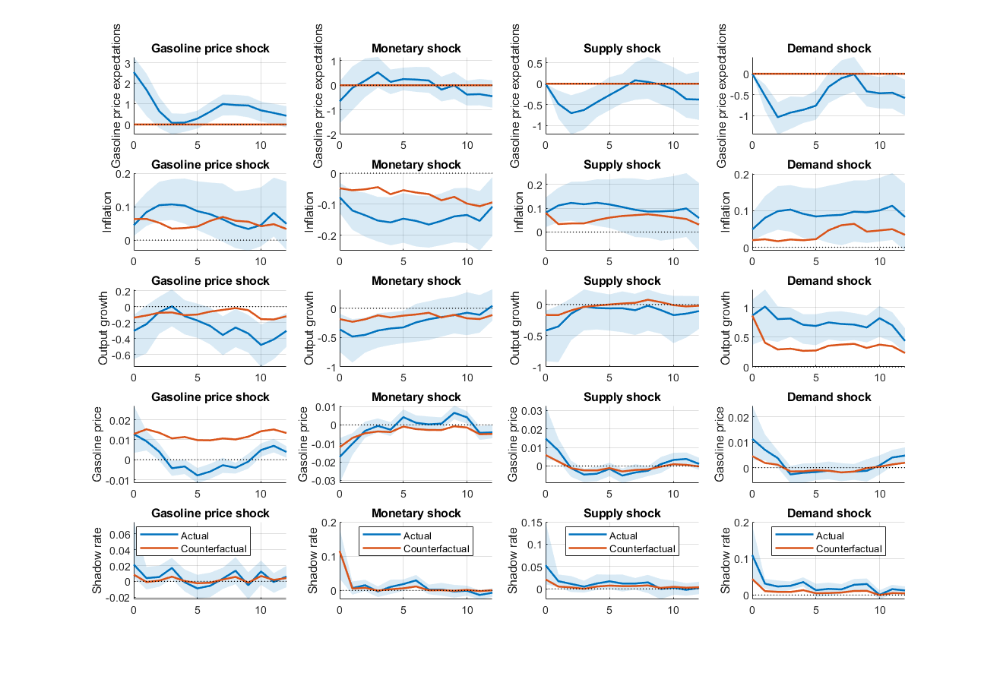 Gasoline price shock
Monetary shock
Supply shock
Demand shock
Gasoline price expectations
3
2
1
0
0
5
10
Gasoline price expectations
1
0
-1
-2
0
5
10
Gasoline price expectations
0.5
0
-0.5
-1
0
5
10
Gasoline price expectations
0
-0.5
-1
0
5
10
Gasoline price shock
Monetary shock
Supply shock
Demand shock
Inflation
0.2
0.1
0
0
5
10
Inflation
0
-0.1
-0.2
0
5
10
Inflation
0.2
0.1
0
0
5
10
Inflation
0.2
0.1
0
0
5
10
Gasoline price shock
Monetary shock
Supply shock
Demand shock
Output growth
0.2
0
-0.2
-0.4
-0.6
0
5
10
Output growth
0
-0.5
-1
0
5
10
Output growth
0
-0.5
-1
0
5
10
Output growth
1
0.5
0
0
5
10
Gasoline price shock
Monetary shock
Supply shock
Demand shock
Gasoline price
0.02
0.01
0
-0.01
0
5
10
Gasoline price
0.01
0
-0.01
-0.02
-0.03
0
5
10
Gasoline price
0.03
0.02
0.01
0
0
5
10
Gasoline price
0.02
0.01
0
0
5
10
Gasoline price shock
Monetary shock
Supply shock
Demand shock
Shadow rate
0.06
0.04
0.02
0
-0.02
0
5
10
Actual
Counterfactual
Shadow rate
0.2
0.1
0
0
5
10
Actual
Counterfactual
Shadow rate
0.15
0.1
0.05
0
0
5
10
Actual
Counterfactual
Shadow rate
0.2
0.1
0
0
5
10
Actual
Counterfactual